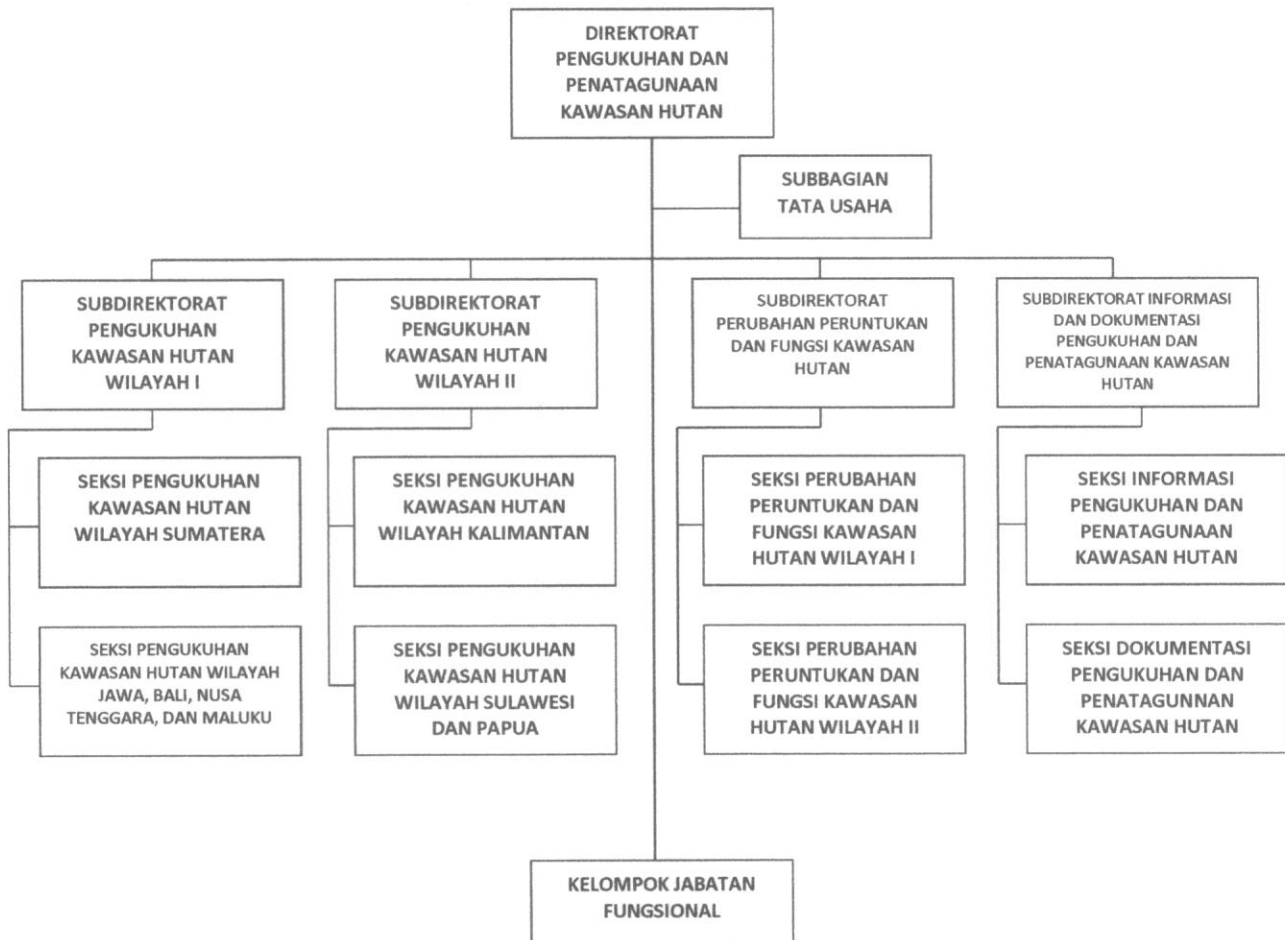 DIREKTORAT
PENGUKUHAN DAN
PENATAGUNAAN
KAWASAN HUTAN
SUBBAGIAN
TATA USAHA
SUBDIREKTORAT
PENGUKUHAN
KAWASAN HUTAN
WILAYAH I
SUBDIREKTORAT
PENGUKUHAN
KAWASAN HUTAN
WILAYAH II
SUBDIREKTORAT
PERUBAHAN PERUNTUKAN
DAN FUNGSI KAWASAN
HUTAN
SUBDIREKTORAT INFORMASI
DAN DOKUMENTASI
PENGUKUHAN DAN
PENATAGUNAAN KAWASAN
HUTAN
SEKSI PENGUKUHAN
KAWASAN HUTAN
WILAYAH SUMATERA
SEKSI PENGUKUHAN
KAWASAN HUTAN
WILAYAH KALIMANTAN
SEKSI PERUBAHAN
PERUNTUKAN DAN
FUNGSI KAWASAN
HUTAN WILAYAH I
SEKSI INFORMASI
PENGUKUHAN DAN
PENATAGUNAAN
KAWASAN HUTAN
SEKSI PENGUKUHAN
KAWASAN HUTAN WILAYAH
JAWA, BALI, NUSA
TENGGARA, DAN MALUKU
SEKSI PENGUKUHAN
KAWASAN HUTAN
WILAYAH SULAWESI
DAN PAPUA
SEKSI PERUBAHAN
PERUNTUKAN DAN
FUNGSI KAWASAN
HUTAN WILAYAH II
SEKSI DOKUMENTASI
PENGUKUHAN DAN
PENATAGUNNAN
KAWASAN HUTAN
KELOMPOK JABATAN
FUNGSIONAL